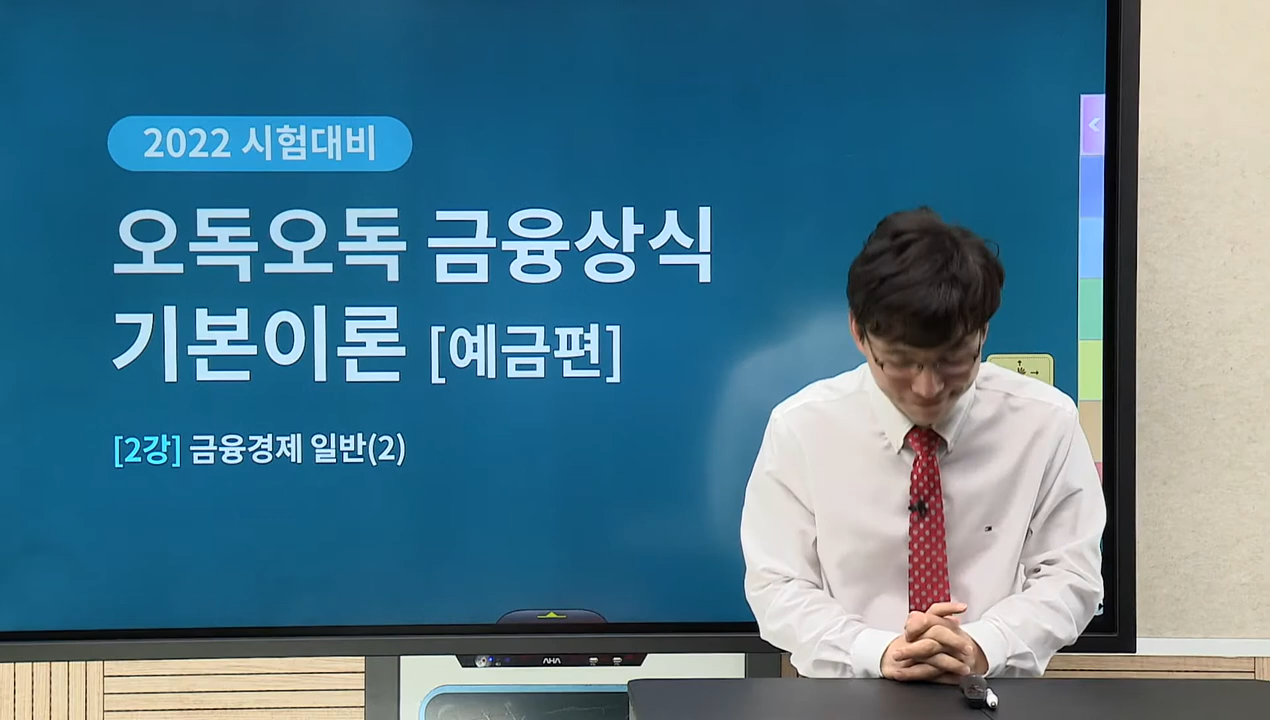 2022 시험대비
오독오독 금융상식
기본이론 [예금편]
[2강] 금융경제 일반(2)
AHA